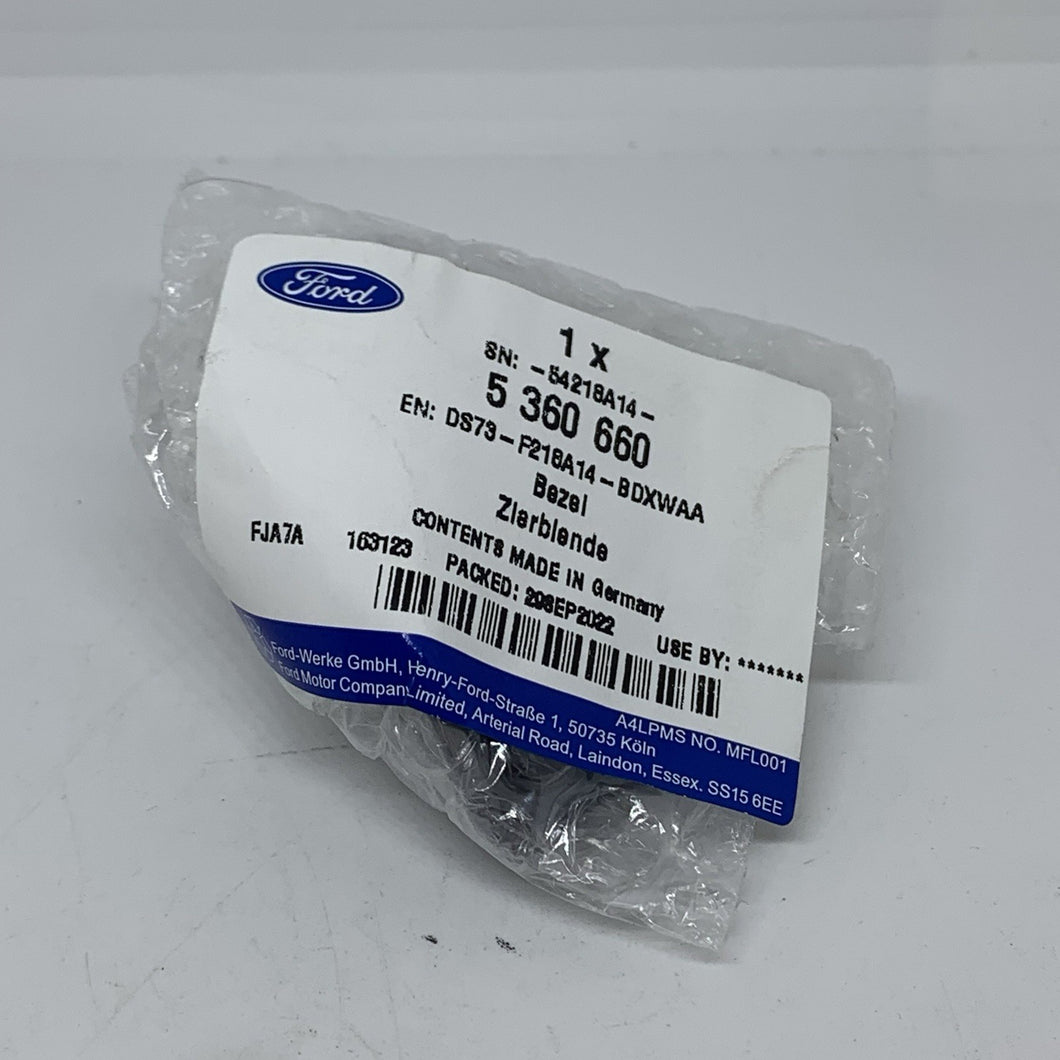 Ford
1 x
SN: -54218A14-
5 360 660
EN: DS73-F218A14-BDXWAA
Bezel
Zierblende
CONTENTS MADE IN Germany
FJA7A 163123 PACKED: 29SEP2022 USE BY: *******
A4LPMS NO. MFL001
Ford-Werke GmbH, Henry-Ford-Straße 1, 50735 Köln
Ford Motor Company Limited, Arterial Road, Laindon, Essex. SS15 6EE